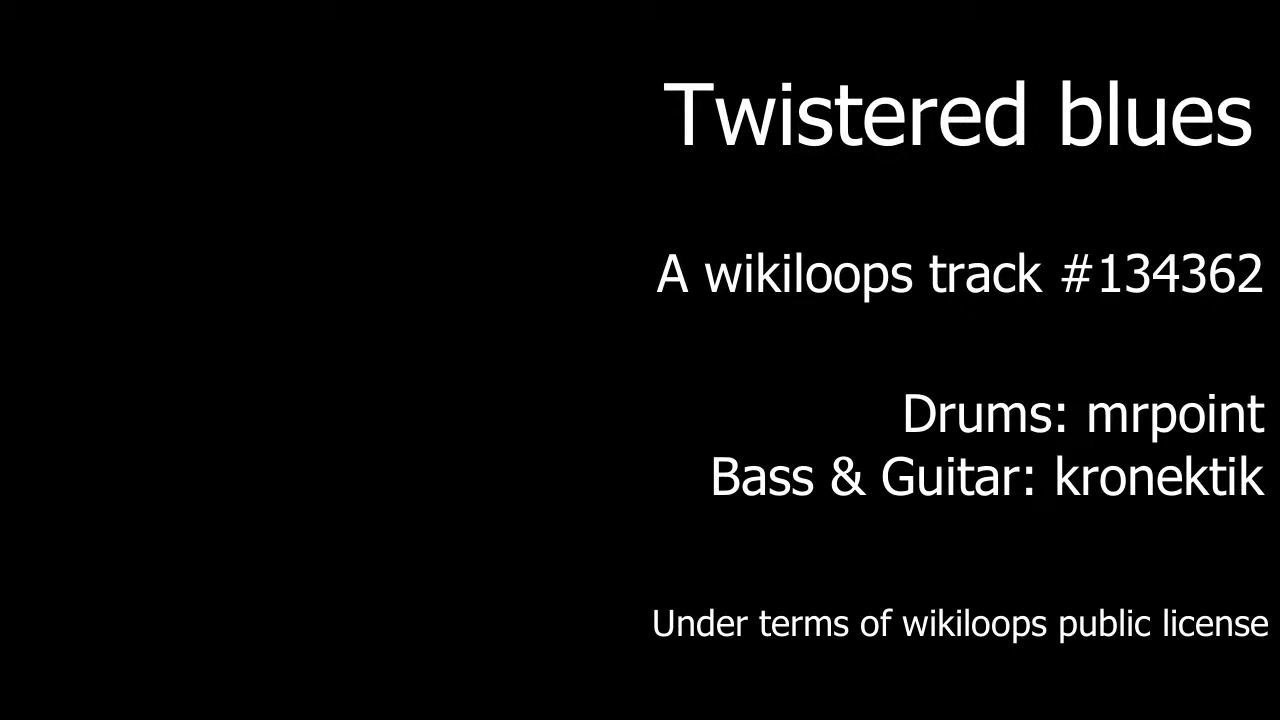 Twistered blues
A wikiloops track #134362
Drums: mrpoint
Bass & Guitar: kronektik
Under terms of wikiloops public license